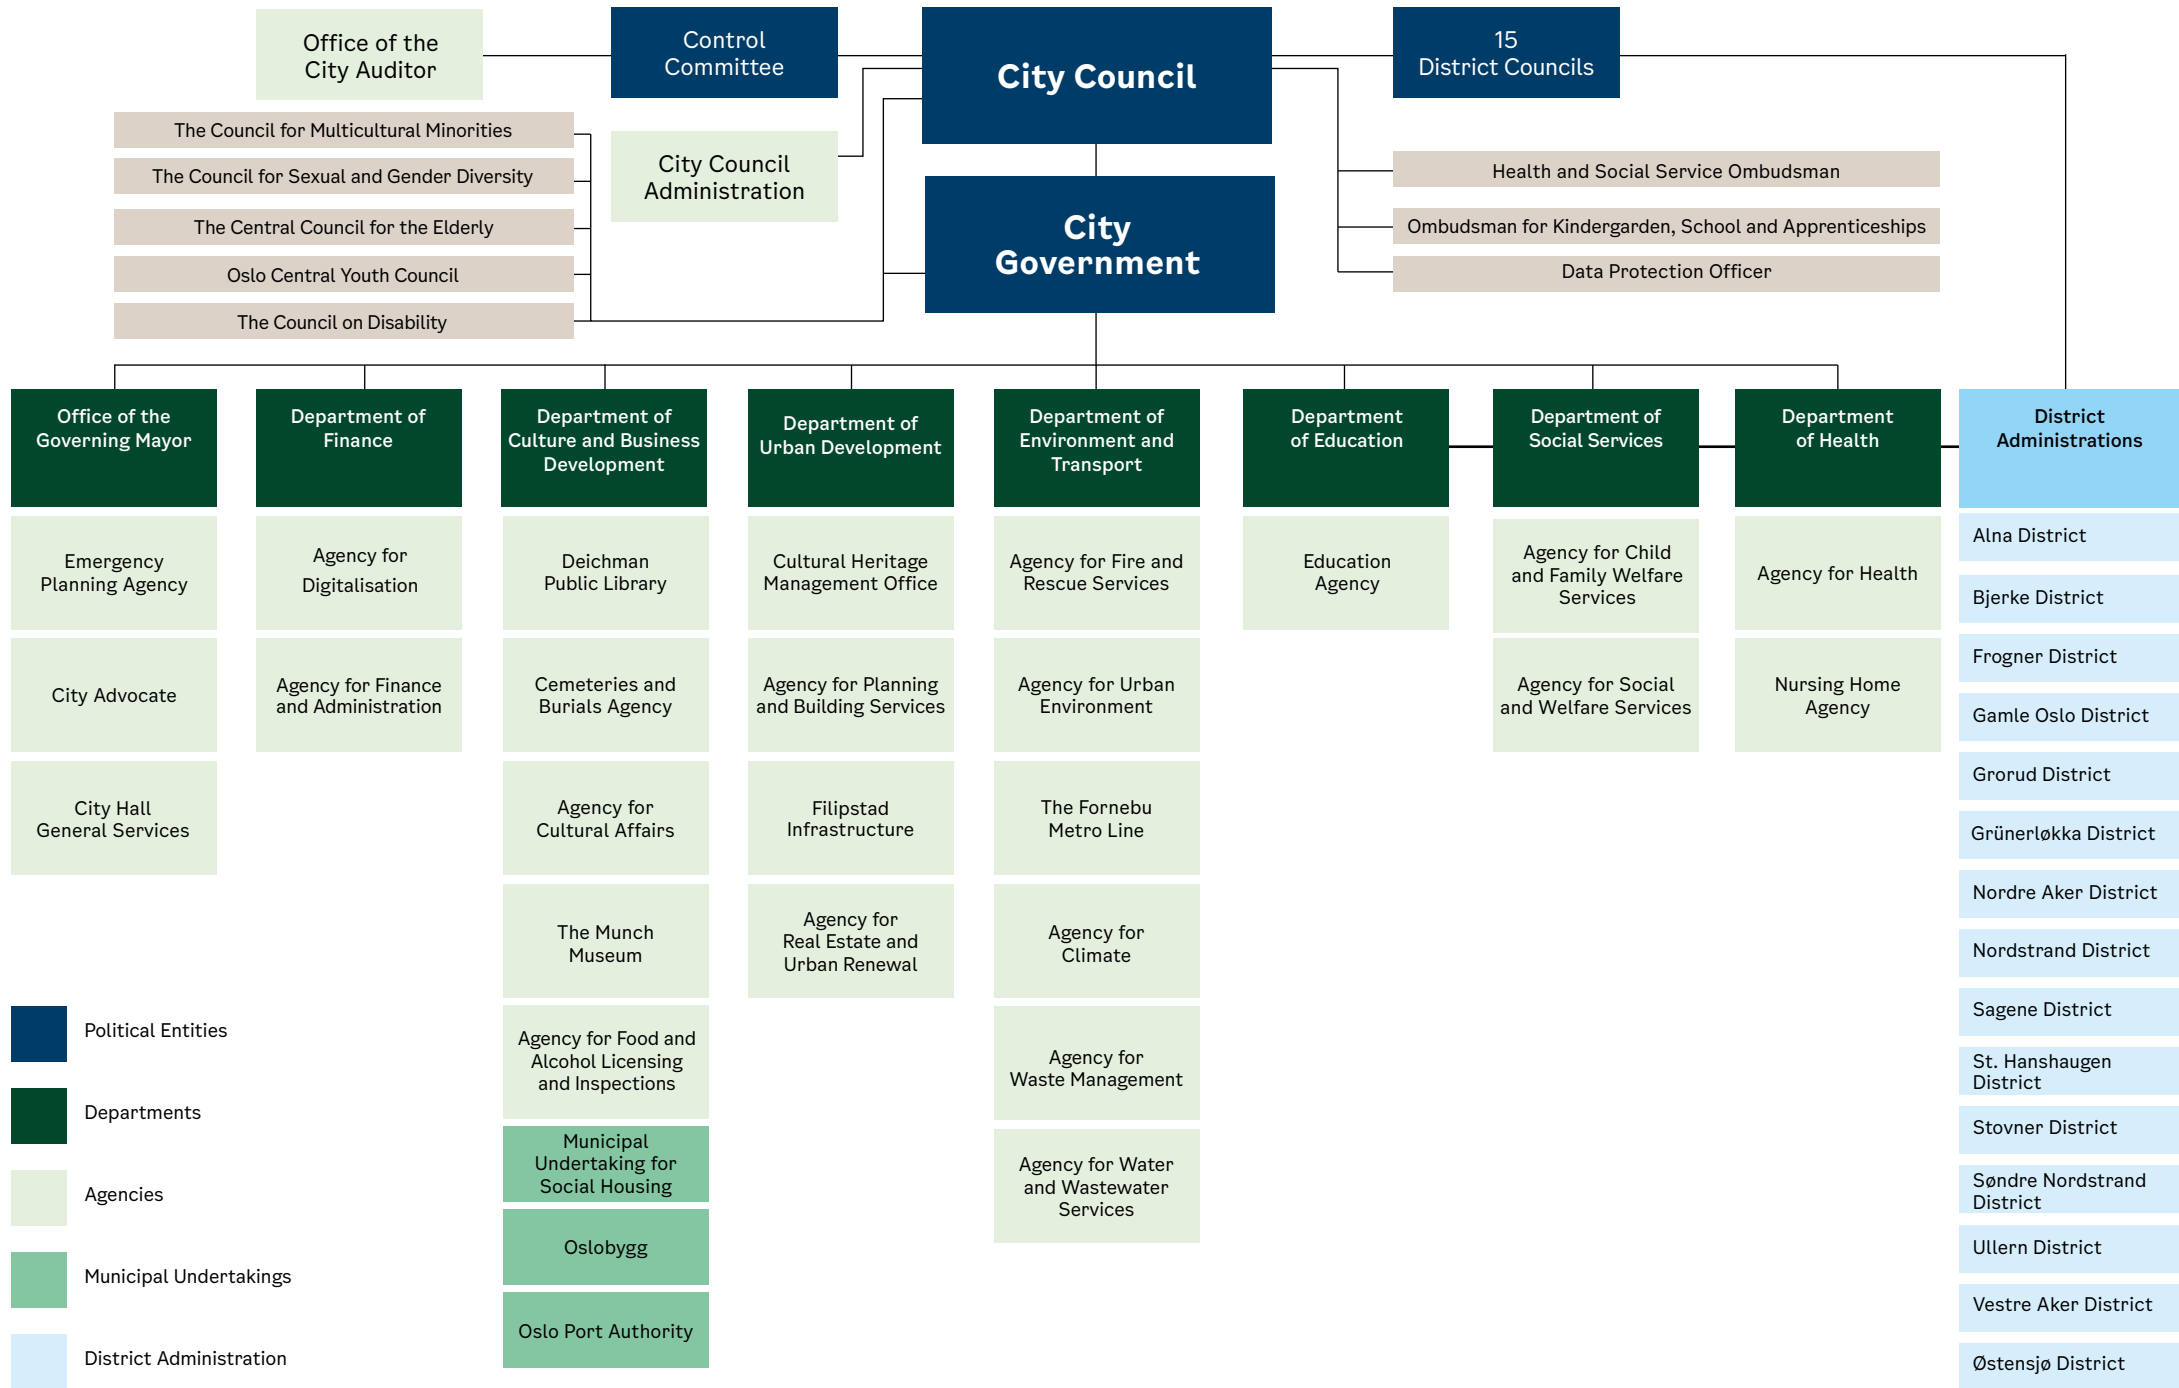 Office of the
City Auditor
Control
Committee
City Council
15
District Councils
The Council for Multicultural Minorities
The Council for Sexual and Gender Diversity
The Central Council for the Elderly
Oslo Central Youth Council
The Council on Disability
City Council
Administration
City
Government
Health and Social Service Ombudsman
Ombudsman for Kindergarden, School and Apprenticeships
Data Protection Officer
Office of the
Governing Mayor
Emergency
Planning Agency
City Advocate
City Hall
General Services
Department of
Finance
Agency for
Digitalisation
Agency for Finance
and Administration
Department of
Culture and Business
Development
Deichman
Public Library
Cemeteries and
Burials Agency
Agency for
Cultural Affairs
The Munch
Museum
Agency for Food and
Alcohol Licensing
and Inspections
Municipal
Undertaking for
Social Housing
Oslobygg
Oslo Port Authority
Department of
Urban Development
Cultural Heritage
Management Office
Agency for Planning
and Building Services
Filipstad
Infrastructure
Agency for
Real Estate and
Urban Renewal
Department of
Environment and
Transport
Agency for Fire and
Rescue Services
Agency for Urban
Environment
The Fornebu
Metro Line
Agency for
Climate
Agency for
Waste Management
Agency for Water
and Wastewater
Services
Department
of Education
Education
Agency
Department of
Social Services
Agency for Child
and Family Welfare
Services
Agency for Social
and Welfare Services
Department
of Health
Agency for Health
Nursing Home
Agency
District
Administrations
Alna District
Bjerke District
Frogner District
Gamle Oslo District
Grorud District
Grünerløkka District
Nordre Aker District
Nordstrand District
Sagene District
St. Hanshaugen
District
Stovner District
Søndre Nordstrand
District
Ullern District
Vestre Aker District
Østensjø District
Political Entities
Departments
Agencies
Municipal Undertakings
District Administration